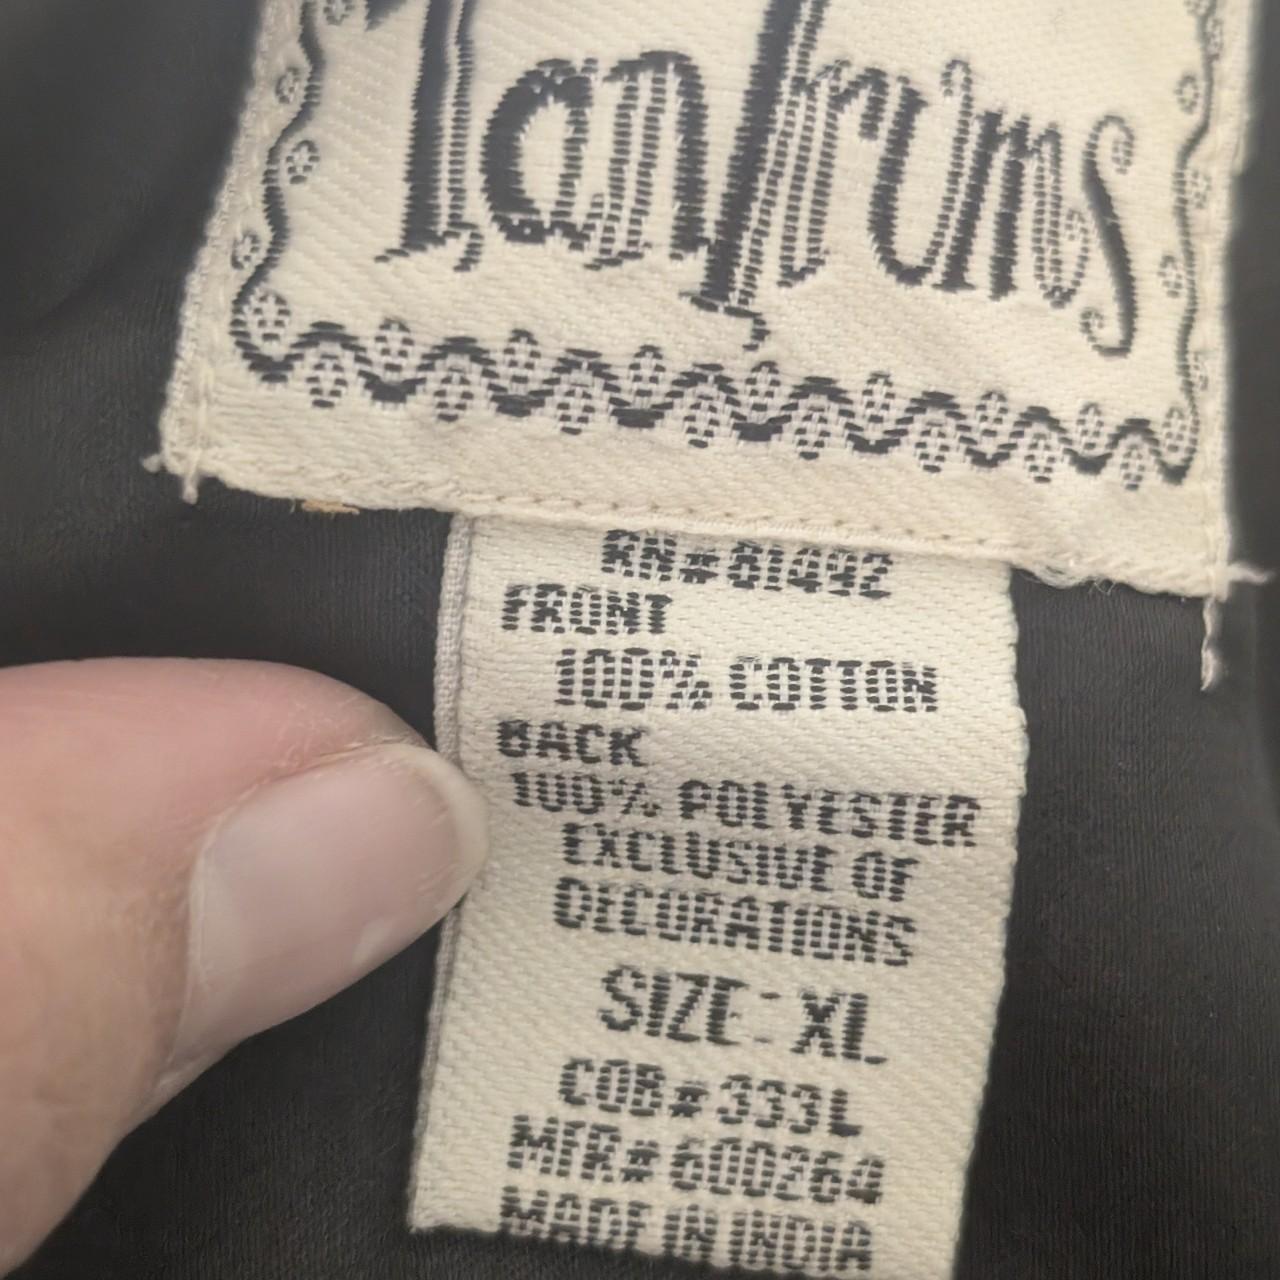 TanTrums
RN#81492
FRONT
100% COTTON
BACK
100% POLYESTER
EXCLUSIVE OF
DECORATIONS
SIZE: XL
COB#333L
MFR#600264
MADE IN INDIA